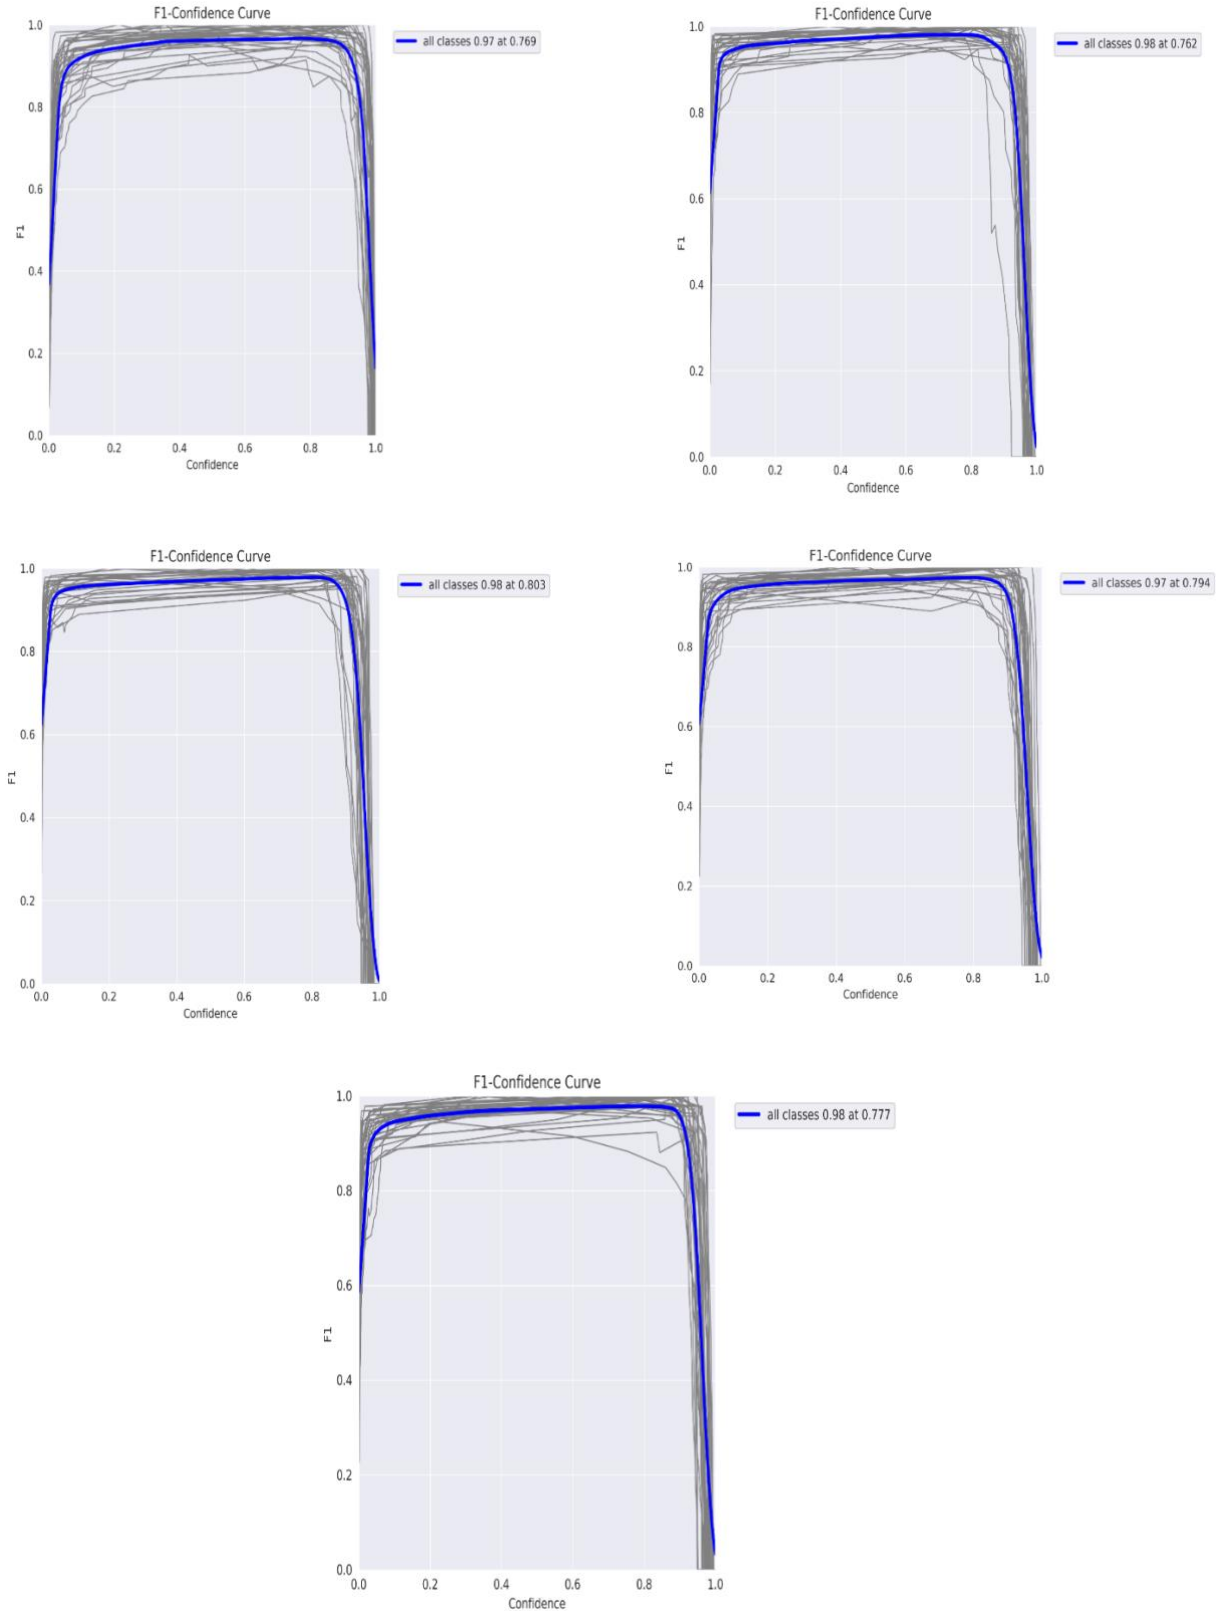 F1-Confidence Curve
all classes 0.97 at 0.769
1.0
0.8
0.6
0.4
0.2
0.0
F1
0.0 0.2 0.4 0.6 0.8 1.0
Confidence
F1-Confidence Curve
all classes 0.98 at 0.762
1.0
0.8
0.6
0.4
0.2
0.0
F1
0.0 0.2 0.4 0.6 0.8 1.0
Confidence
F1-Confidence Curve
all classes 0.98 at 0.803
1.0
0.8
0.6
0.4
0.2
0.0
F1
0.0 0.2 0.4 0.6 0.8 1.0
Confidence
F1-Confidence Curve
all classes 0.97 at 0.794
1.0
0.8
0.6
0.4
0.2
0.0
F1
0.0 0.2 0.4 0.6 0.8 1.0
Confidence
F1-Confidence Curve
all classes 0.98 at 0.777
1.0
0.8
0.6
0.4
0.2
0.0
F1
0.0 0.2 0.4 0.6 0.8 1.0
Confidence